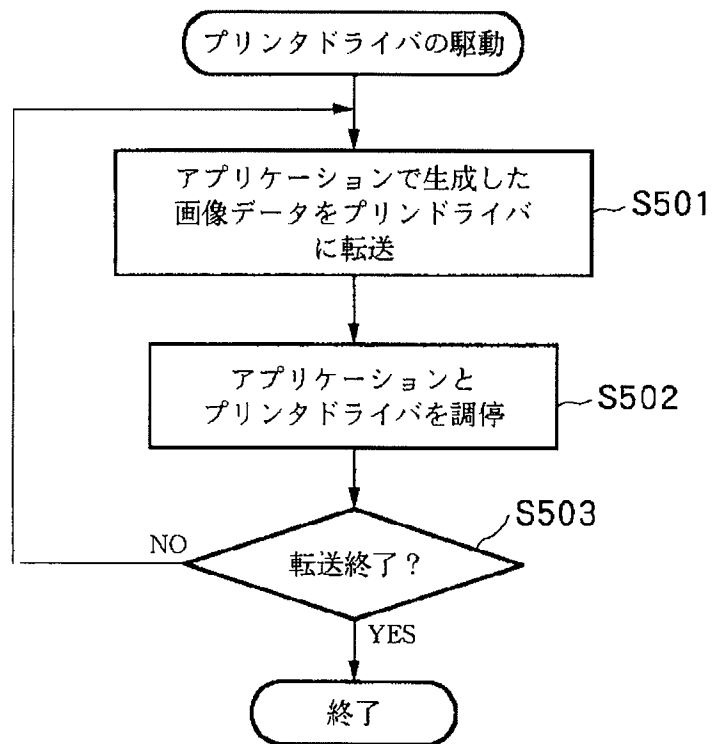 プリンタドライバの駆動
アプリケーションで生成した
画像データをプリンドライバ
に転送
S501
アプリケーションと
プリンタドライバを調停
S502
S503
転送終了？
NO
YES
終了